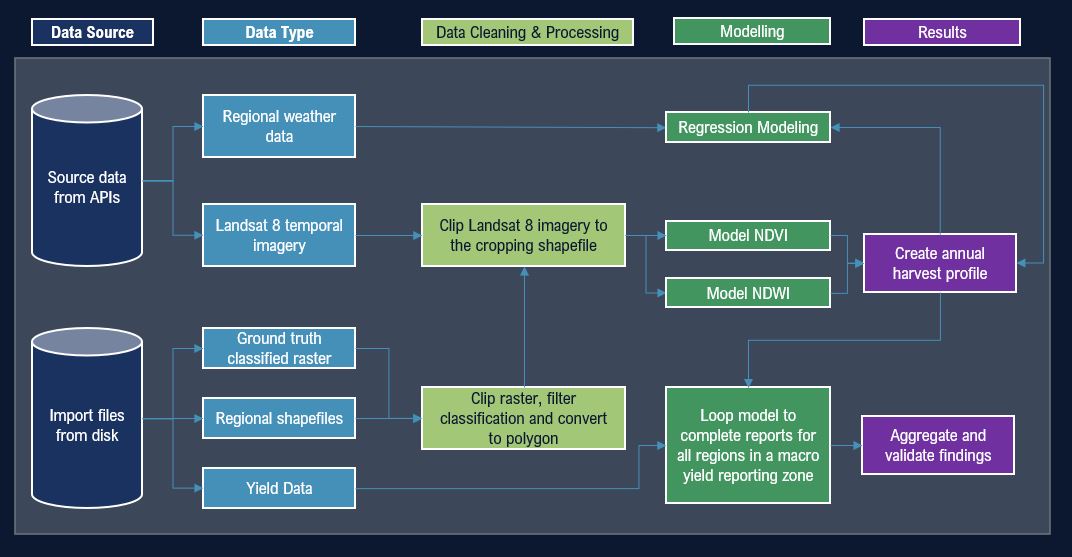 Data Source
Data Type
Data Cleaning & Processing
Modelling
Results
Source data
from APIs
Regional weather
data
Regression Modeling
Landsat 8 temporal
imagery
Clip Landsat 8 imagery to
the cropping shapefile
Model NDVI
Model NDWI
Create annual
harvest profile
Import files
from disk
Ground truth
classified raster
Regional shapefiles
Yield Data
Clip raster, filter
classification and convert
to polygon
Loop model to
complete reports for
all regions in a macro
yield reporting zone
Aggregate and
validate findings